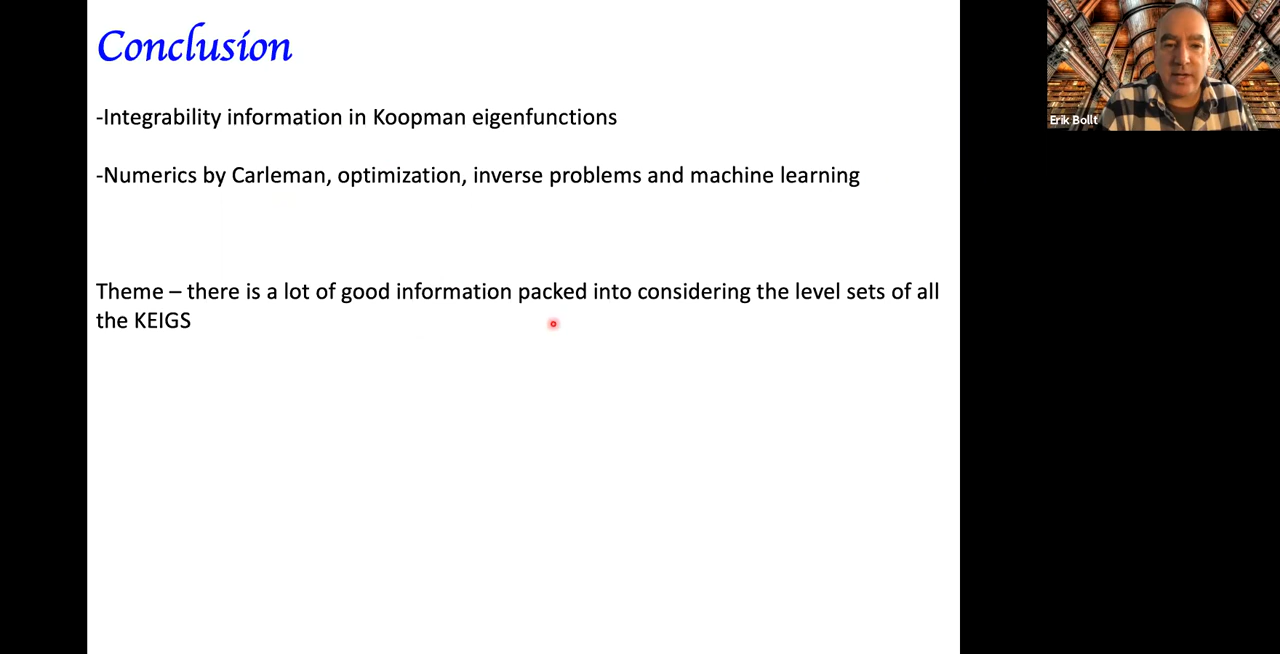 Conclusion
-Integrability information in Koopman eigenfunctions
-Numerics by Carleman, optimization, inverse problems and machine learning
Theme – there is a lot of good information packed into considering the level sets of all
the KEIGS
Erik Bollt